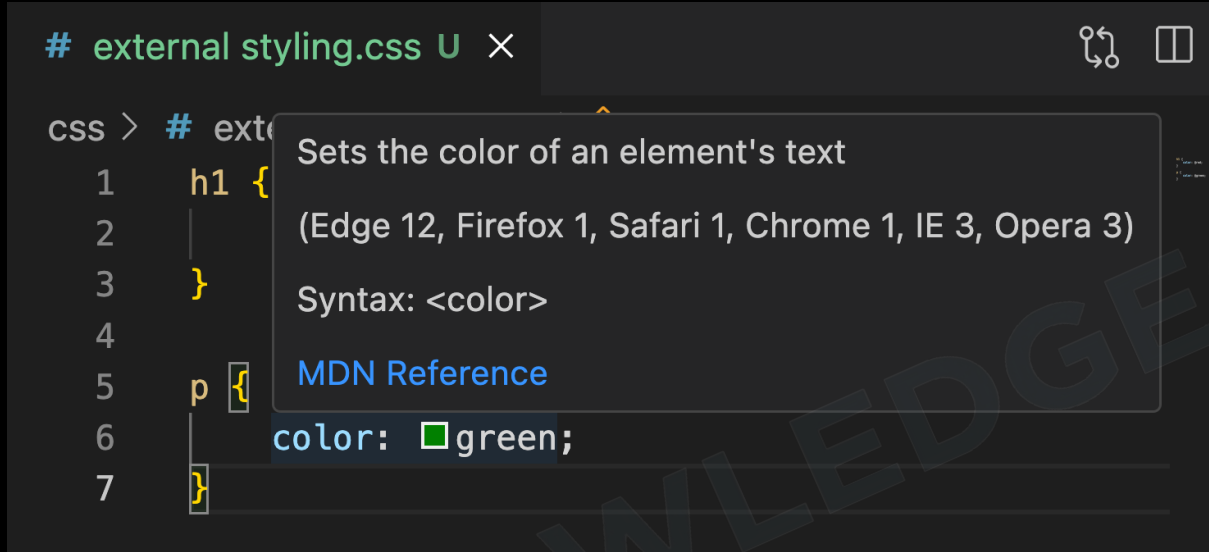 # external styling.css U ×
css > # exte
Sets the color of an element's text
(Edge 12, Firefox 1, Safari 1, Chrome 1, IE 3, Opera 3)
Syntax: <color>
MDN Reference
1 h1 {
2
3 }
4
5 p {
6 color: green;
7 }
WLEDGE